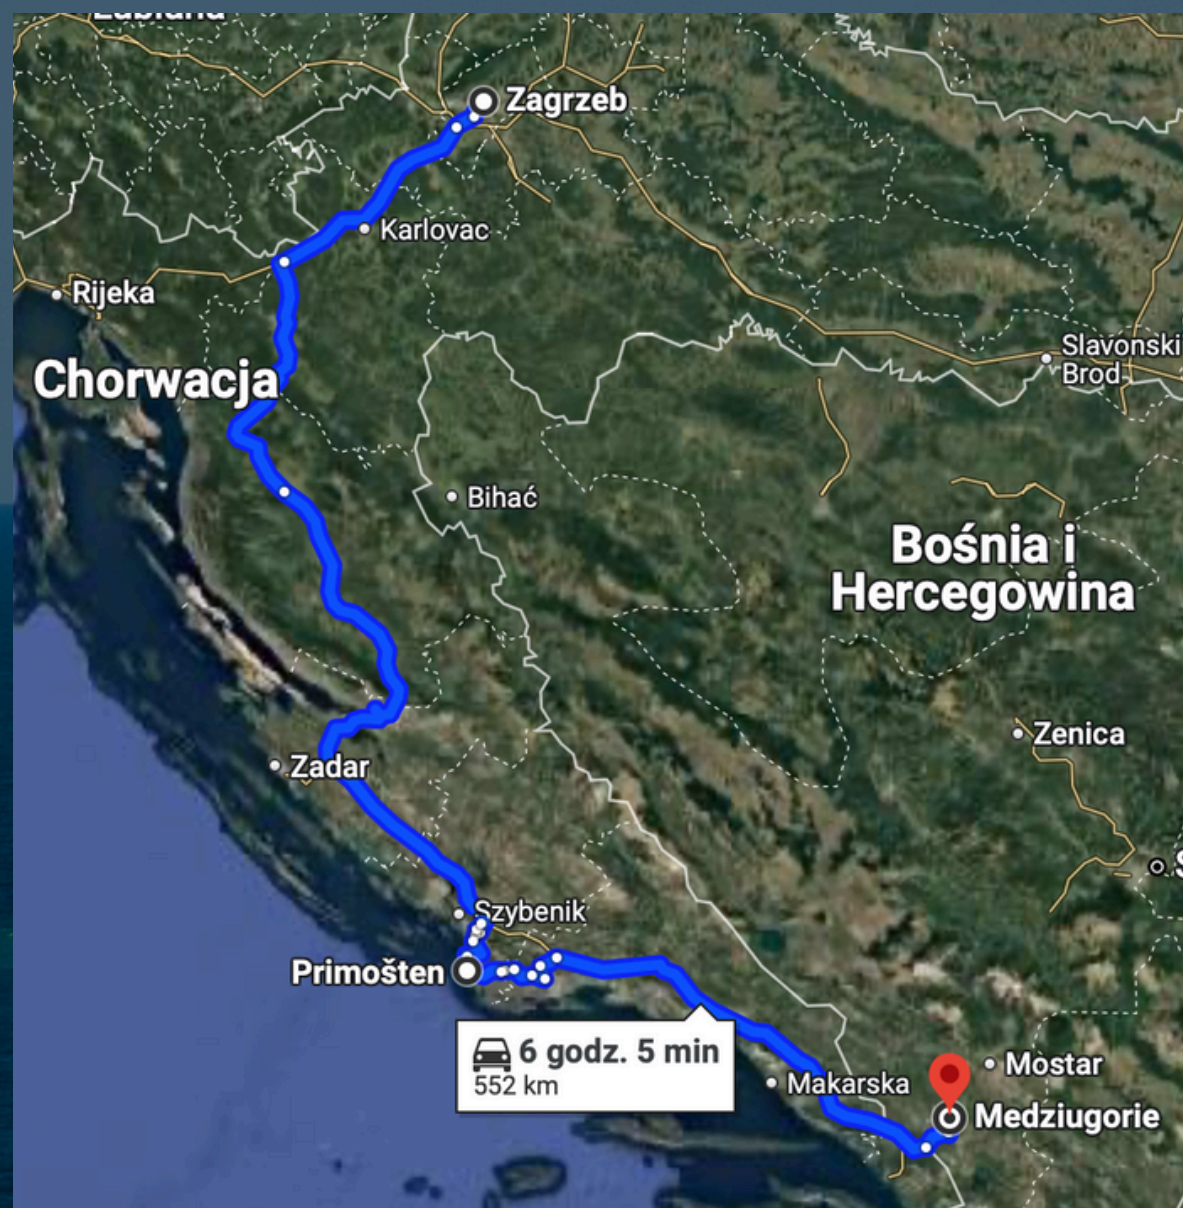 Zagrzeb
Karlovac
Rijeka
Chorwacja
Slavonski
Brod
Bihać
Bośnia i
Hercegowina
Zenica
Zadar
Szybenik
Primošten
6 godz. 5 min
552 km
Mostar
Makarska
Medziugorie